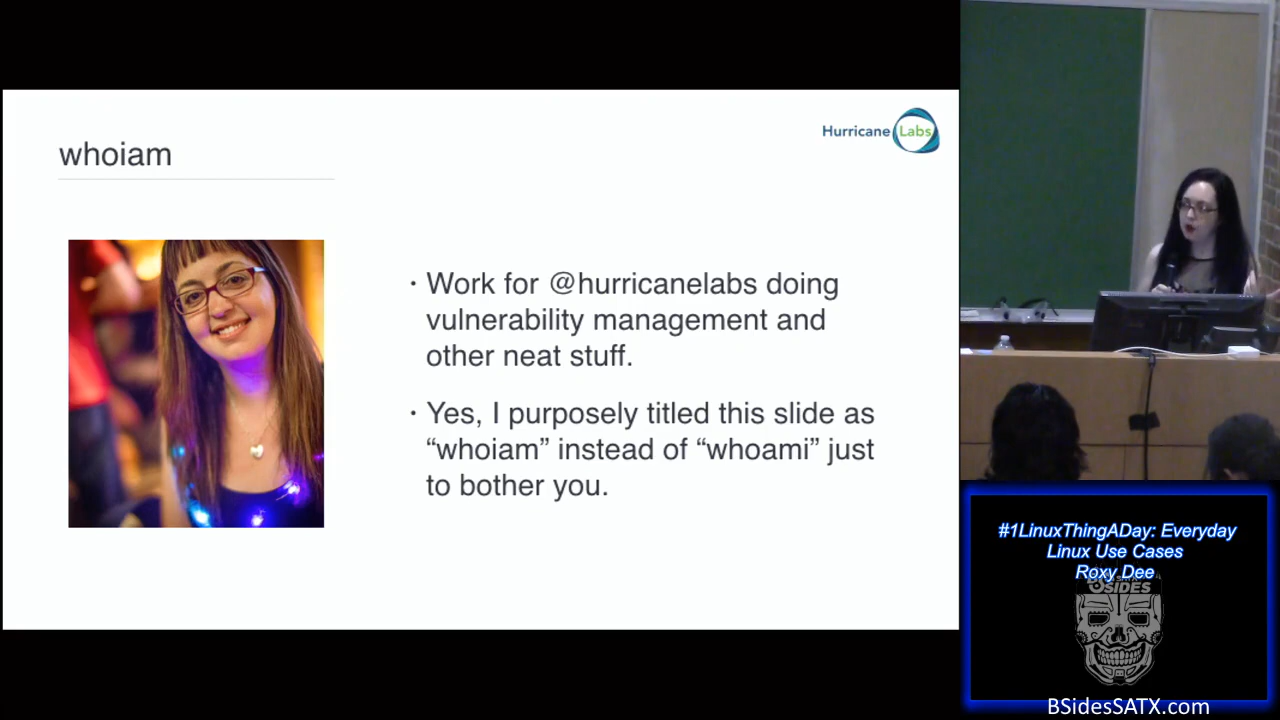 whoiam
Hurricane Labs
· Work for @hurricanelabs doing
vulnerability management and
other neat stuff.
· Yes, I purposely titled this slide as
“whoiam” instead of “whoami” just
to bother you.
#1LinuxThingADay: Everyday
Linux Use Cases
Roxy Dee
BSIDES
BSidesSATX.com